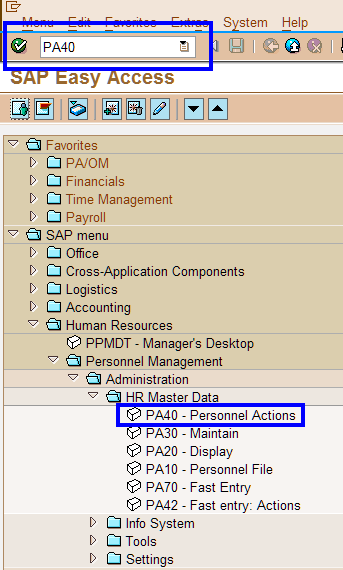 Menu Edit Favorites Extras System Help
PA40
SAP Easy Access
Favorites
PA/OM
Financials
Time Management
Payroll
SAP menu
Office
Cross-Application Components
Logistics
Accounting
Human Resources
PPMDT - Manager's Desktop
Personnel Management
Administration
HR Master Data
PA40 - Personnel Actions
PA30 - Maintain
PA20 - Display
PA10 - Personnel File
PA70 - Fast Entry
PA42 - Fast entry: Actions
Info System
Tools
Settings